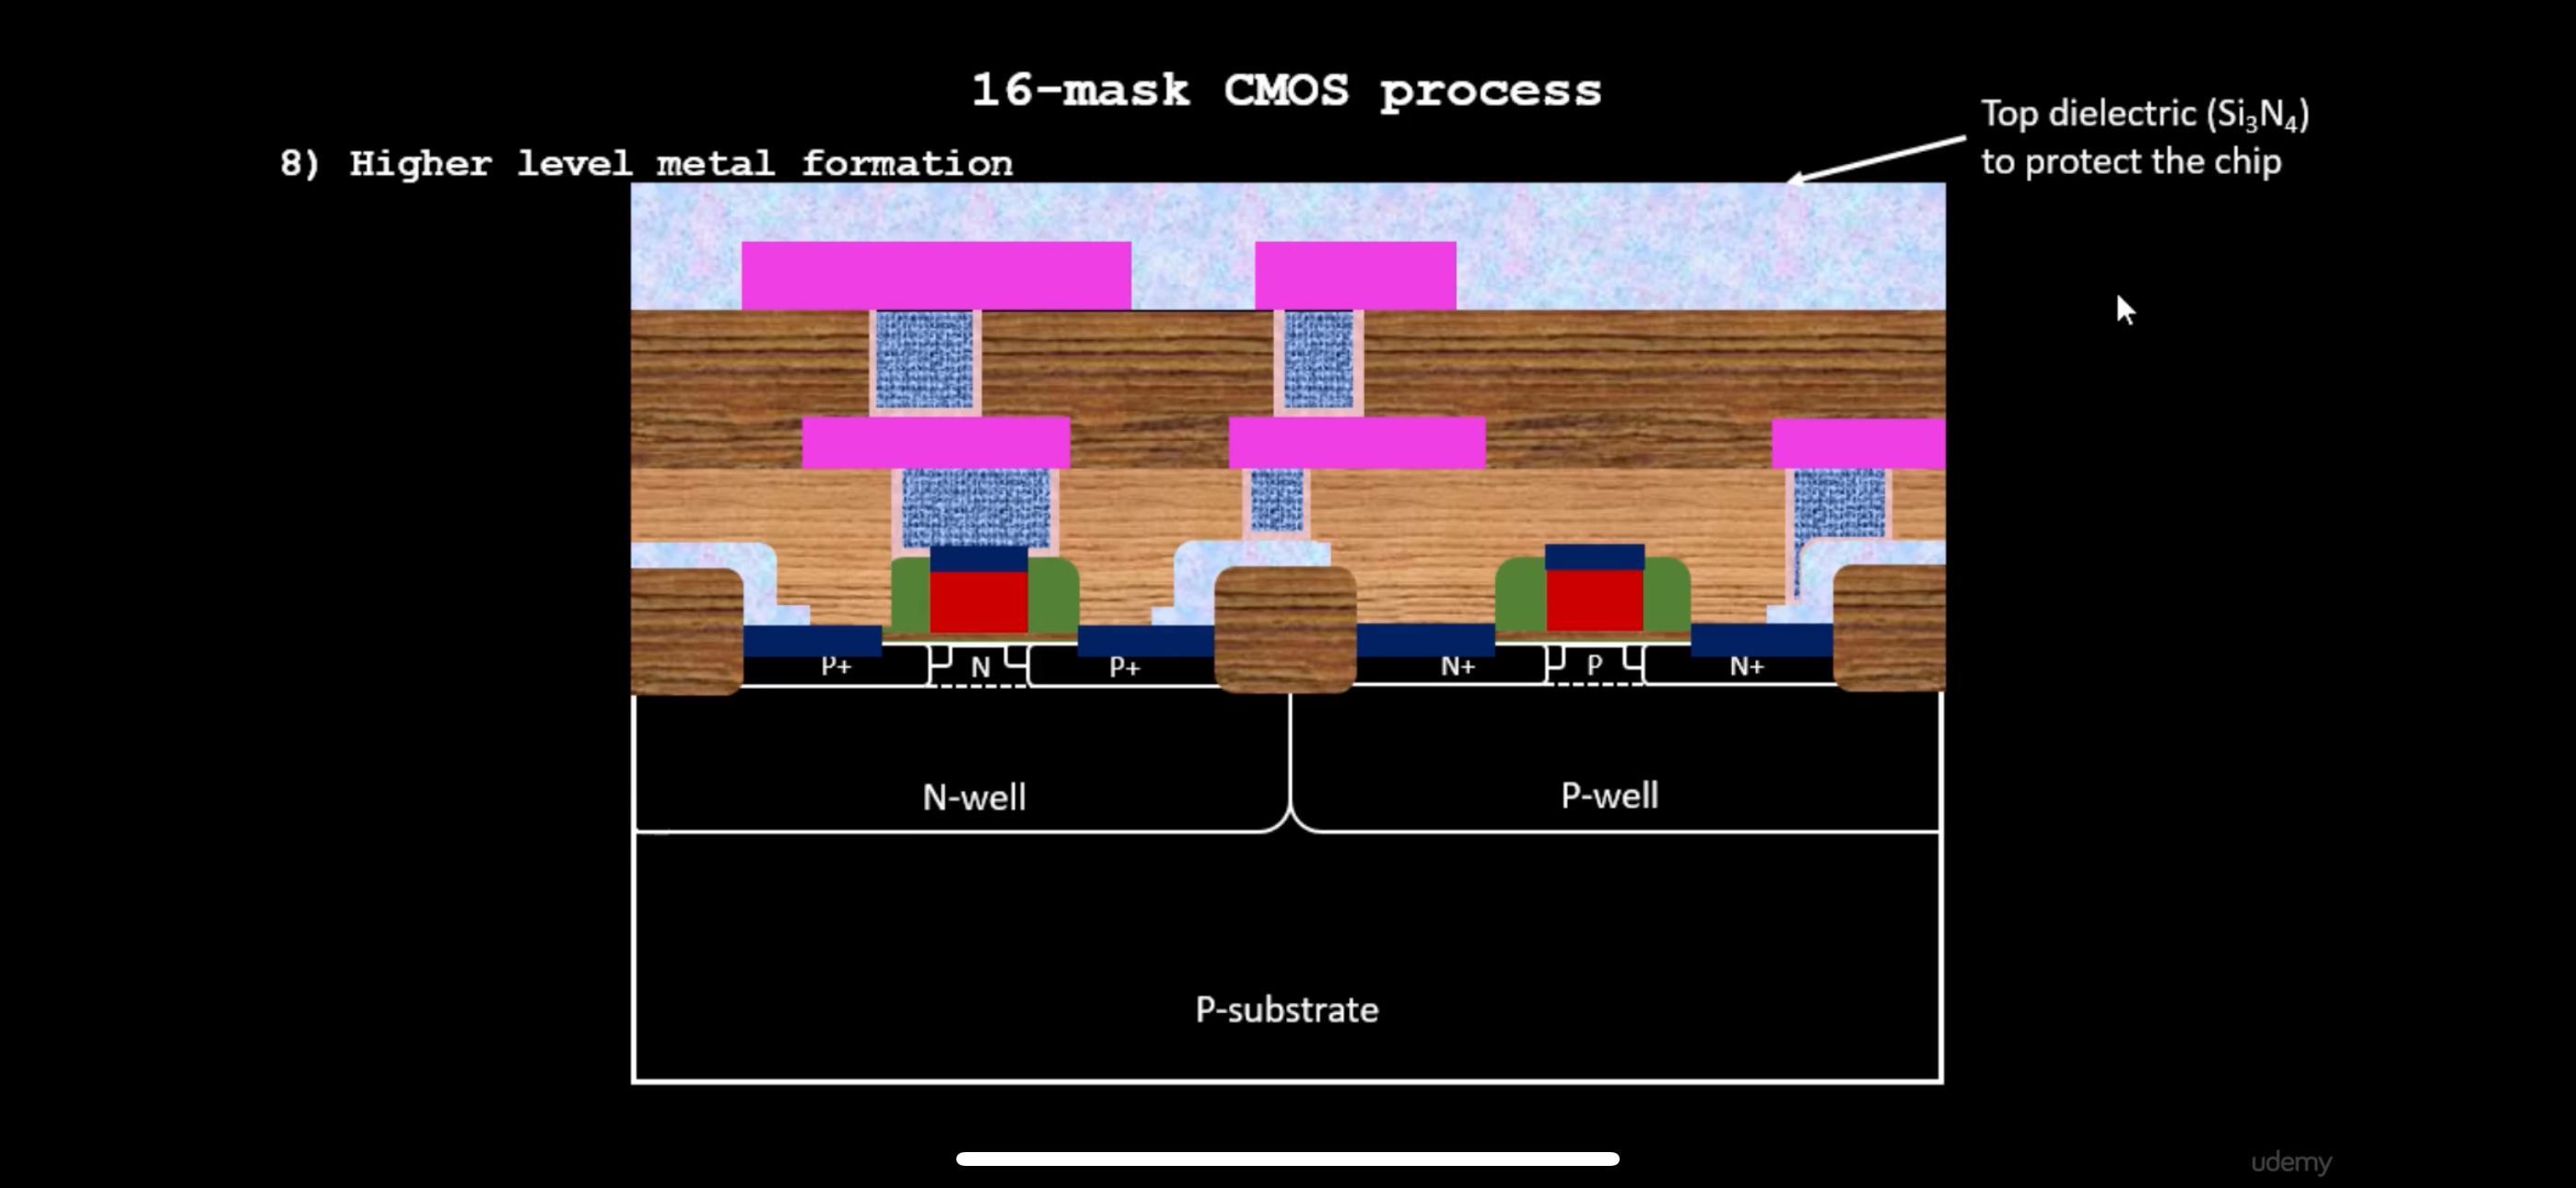 16-mask CMOS process
8) Higher level metal formation
Top dielectric (Si₃N₄)
to protect the chip
P+ N P+ N+ P N+
N-well P-well
P-substrate
udemy